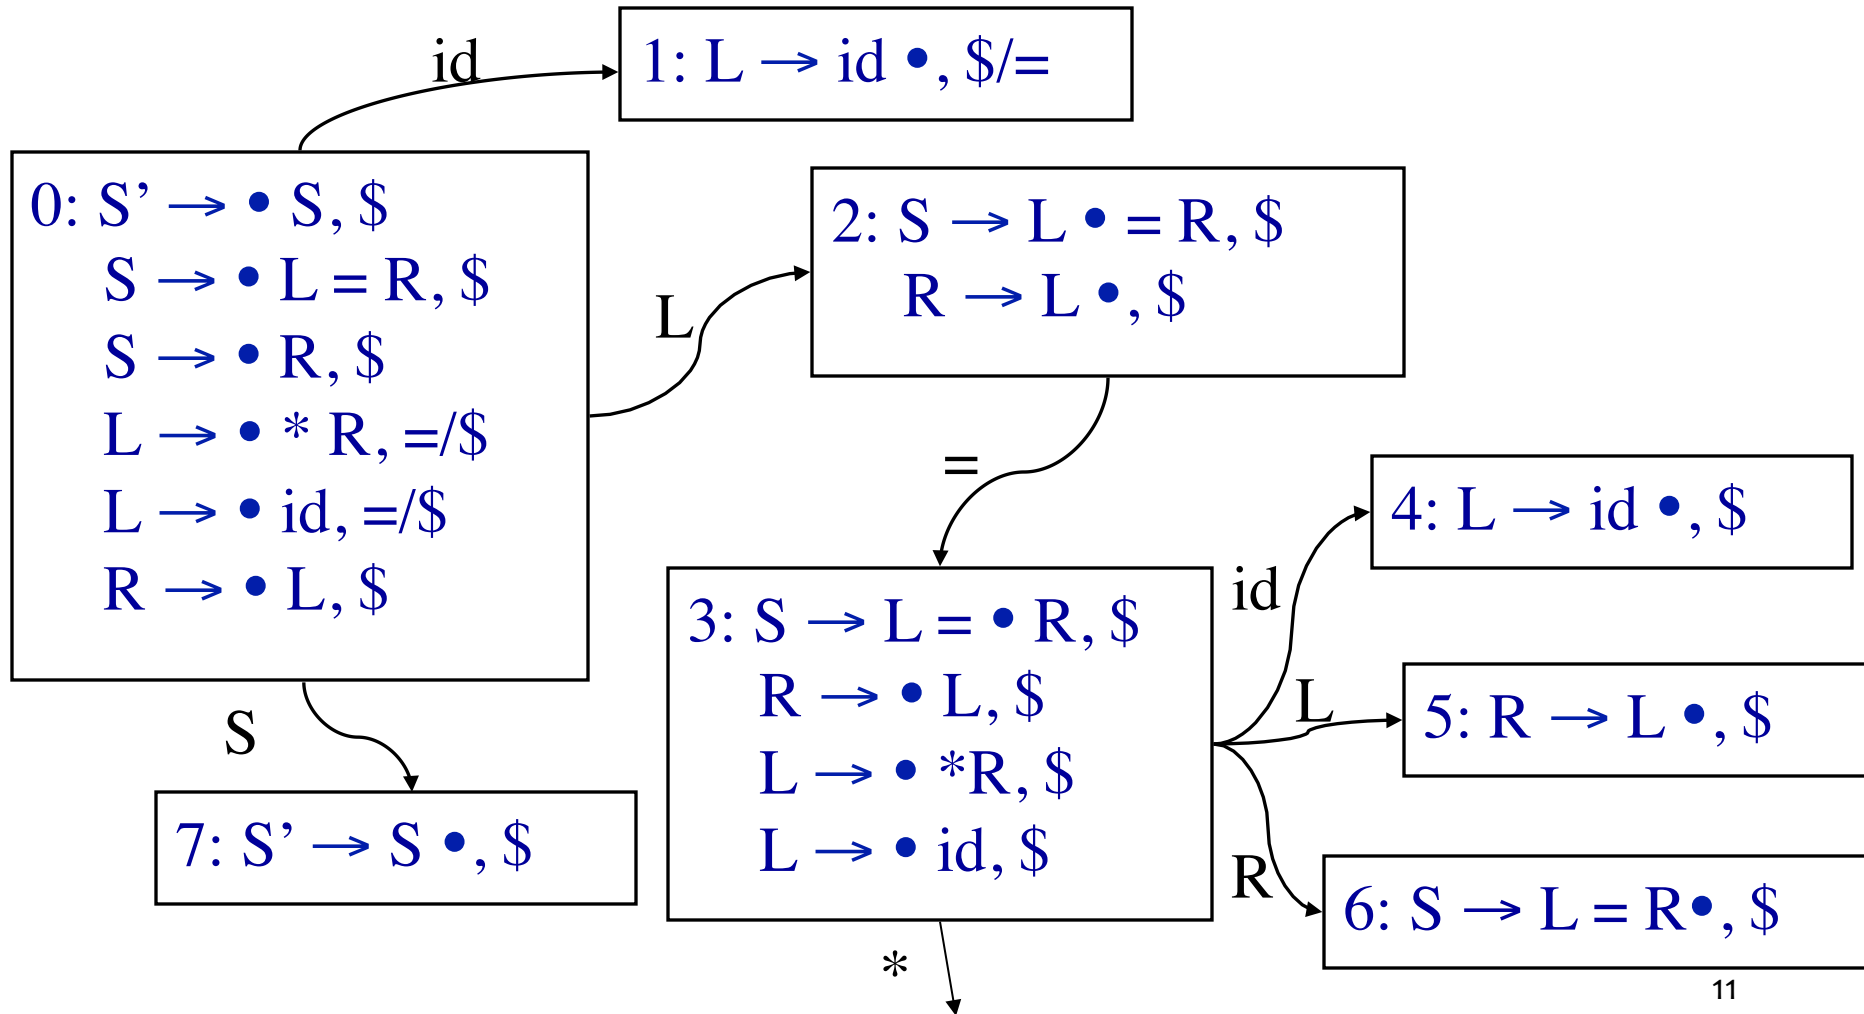 id
1: L → id •, $/=
0: S’ → • S, $
S → • L = R, $
S → • R, $
L → • * R, =/$
L → • id, =/$
R → • L, $
L
2: S → L • = R, $
R → L •, $
=
3: S → L = • R, $
R → • L, $
L → • *R, $
L → • id, $
id
4: L → id •, $
L
5: R → L •, $
R
6: S → L = R•, $
S
7: S’ → S •, $
*
11